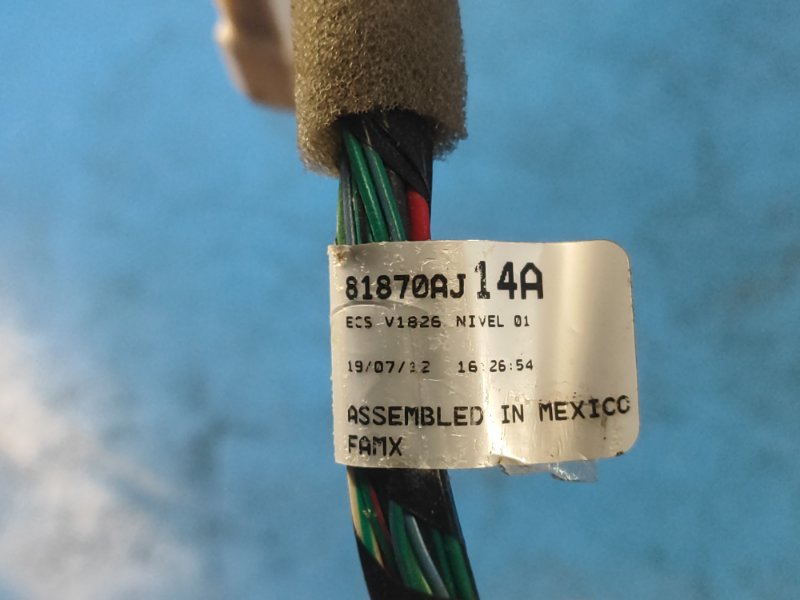 81870AJ14A
ECS V1826 NIVEL 01
19/07/12 16:26:54
ASSEMBLED IN MEXICO
FAMX